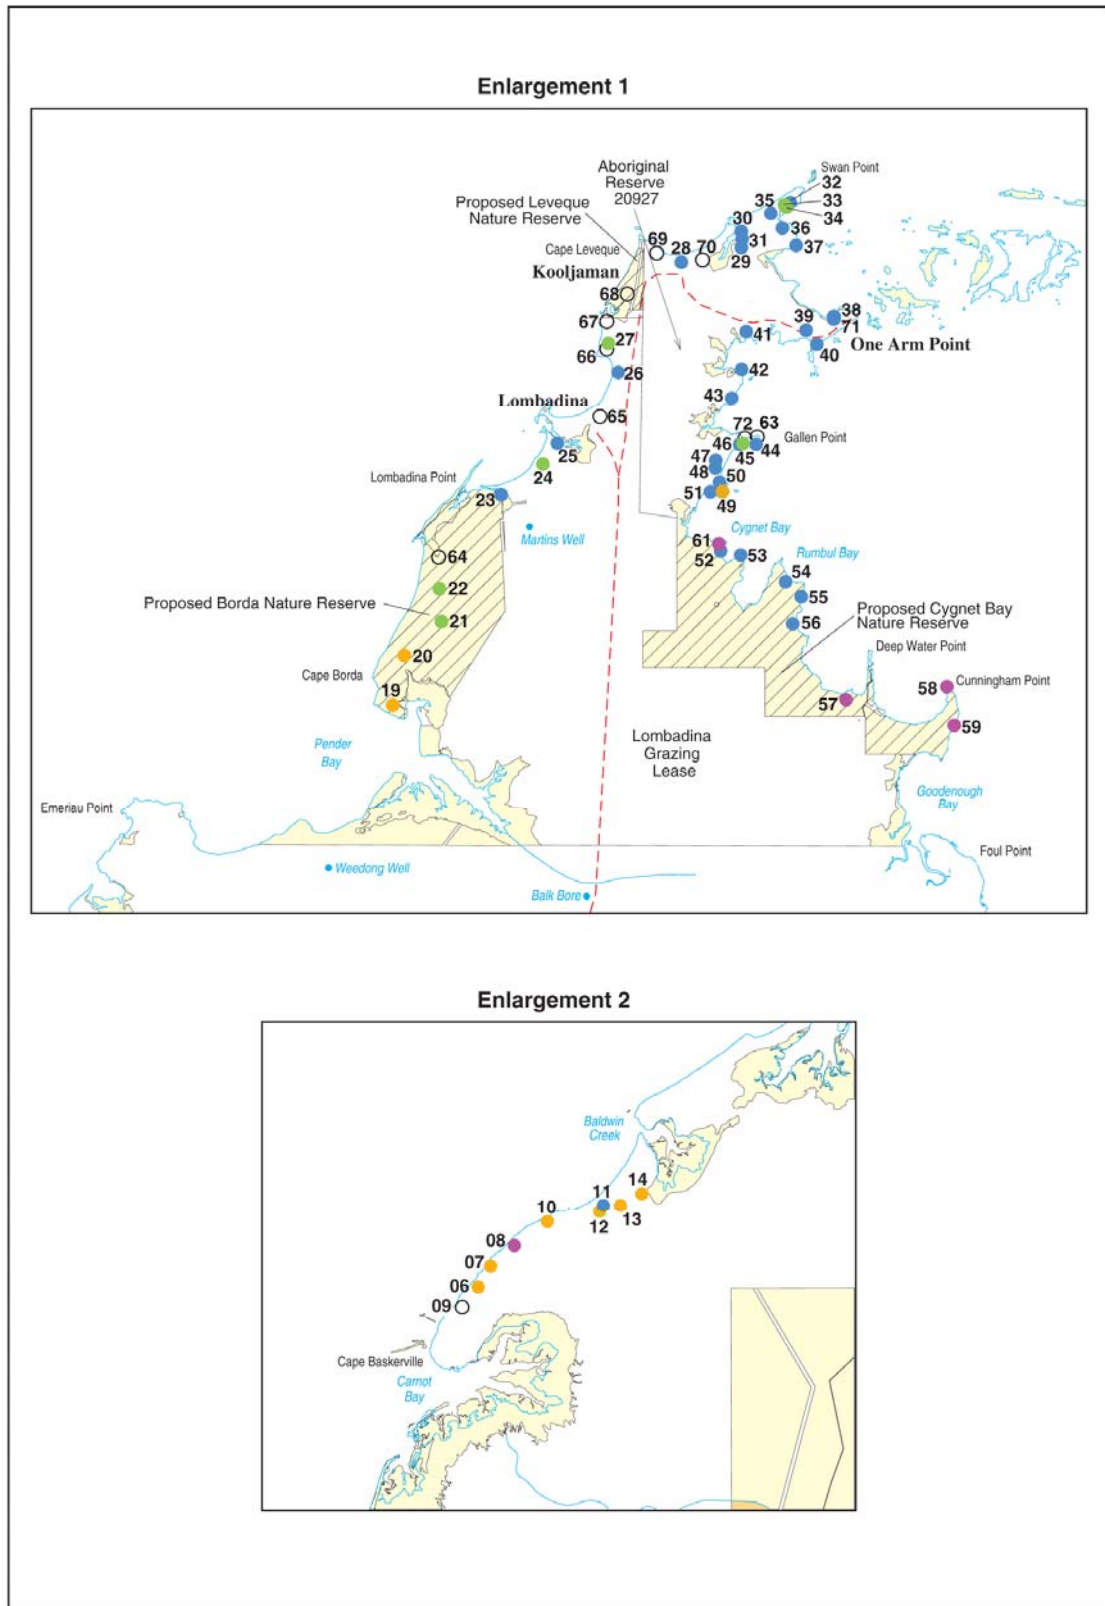 Enlargement 1
Swan Point
Aboriginal
Reserve
20927
32
33
34
35
Proposed Leveque
Nature Reserve
30
36
31
69
28
70
37
Cape Leveque
29
Kooljaman
68
38
67
39
71
27
41
One Arm Point
66
40
26
42
Lombadina
43
65
72
63
Gallen Point
46
25
45
44
47
24
48
50
Lombadina Point
51
23
49
Martins Well
Cygnet Bay
61
52
53
Rumbul Bay
64
54
22
55
Proposed Borda Nature Reserve
Proposed Cygnet Bay
Nature Reserve
21
56
20
Deep Water Point
Cape Borda
58
Cunningham Point
19
57
59
Lombadina
Grazing
Lease
Pender
Bay
Goodenough
Bay
Emeriau Point
Foul Point
Weedong Well
Balk Bore
Enlargement 2
Baldwin
Creek
14
11
10
12
13
08
07
06
09
Cape Baskerville
Carnot
Bay